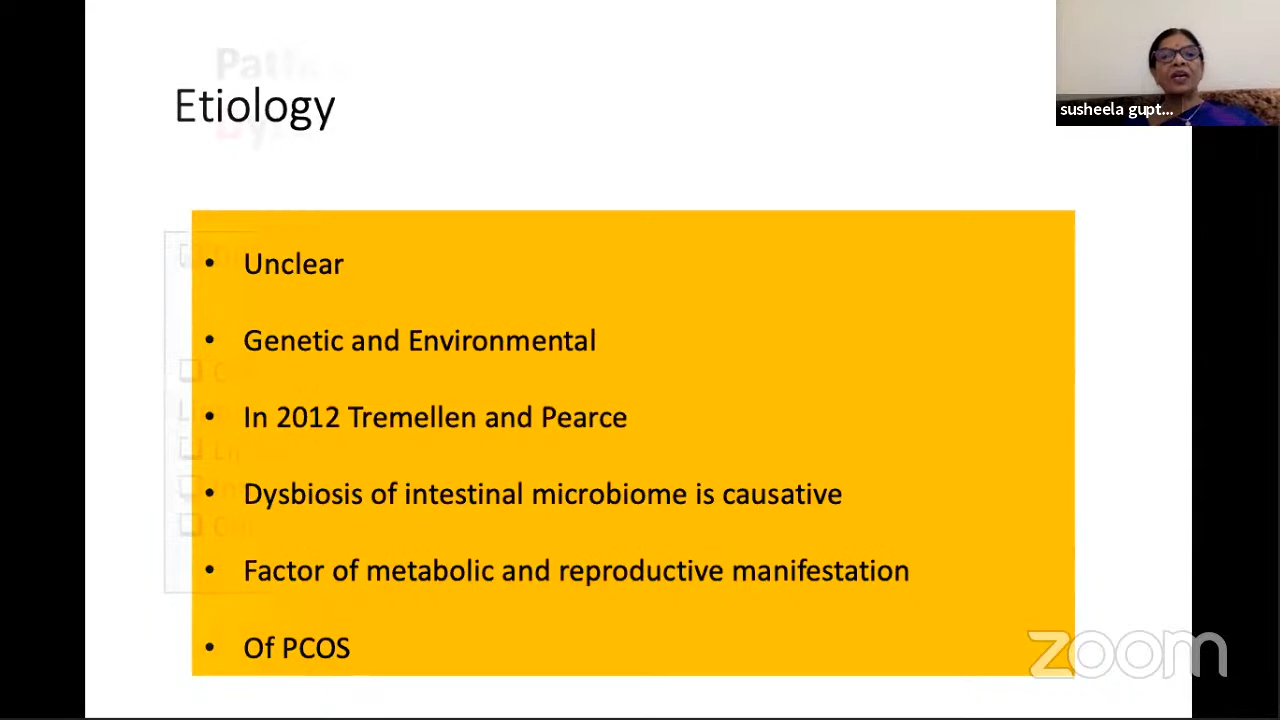 Etiology
susheela gupt...
• Unclear
• Genetic and Environmental
• In 2012 Tremellen and Pearce
• Dysbiosis of intestinal microbiome is causative
• Factor of metabolic and reproductive manifestation
• Of PCOS
zoom